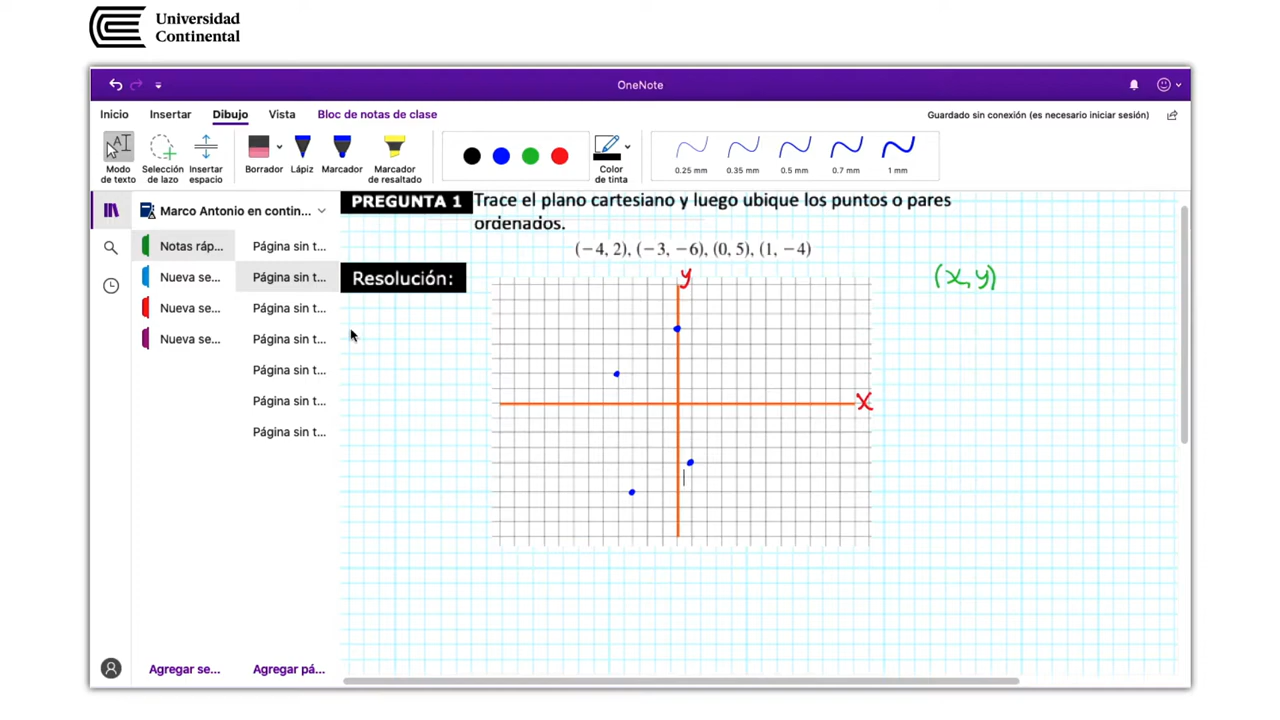 Universidad
Continental
OneNote
Inicio
Insertar
Dibujo
Vista
Bloc de notas de clase
Guardado sin conexión (es necesario iniciar sesión)
Modo
de texto
Selección
de lazo
Insertar
espacio
Borrador
Lápiz
Marcador
Marcador
de resaltado
Color
de tinta
0.25 mm
0.35 mm
0.5 mm
0.7 mm
1 mm
Marco Antonio en contin...
Notas ráp...
Página sin t...
Nueva se...
Página sin t...
Nueva se...
Página sin t...
Nueva se...
Página sin t...
Página sin t...
Página sin t...
Página sin t...
Agregar se...
Agregar pá...
PREGUNTA 1 Trace el plano cartesiano y luego ubique los puntos o pares
ordenados.
(−4, 2), (−3, −6), (0, 5), (1, −4)
Resolución:
y
(x, y)
x